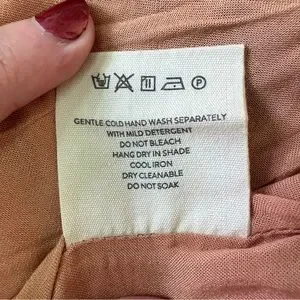 GENTLE COLD HAND WASH SEPARATELY
WITH MILD DETERGENT
DO NOT BLEACH
HANG DRY IN SHADE
COOL IRON
DRY CLEANABLE
DO NOT SOAK